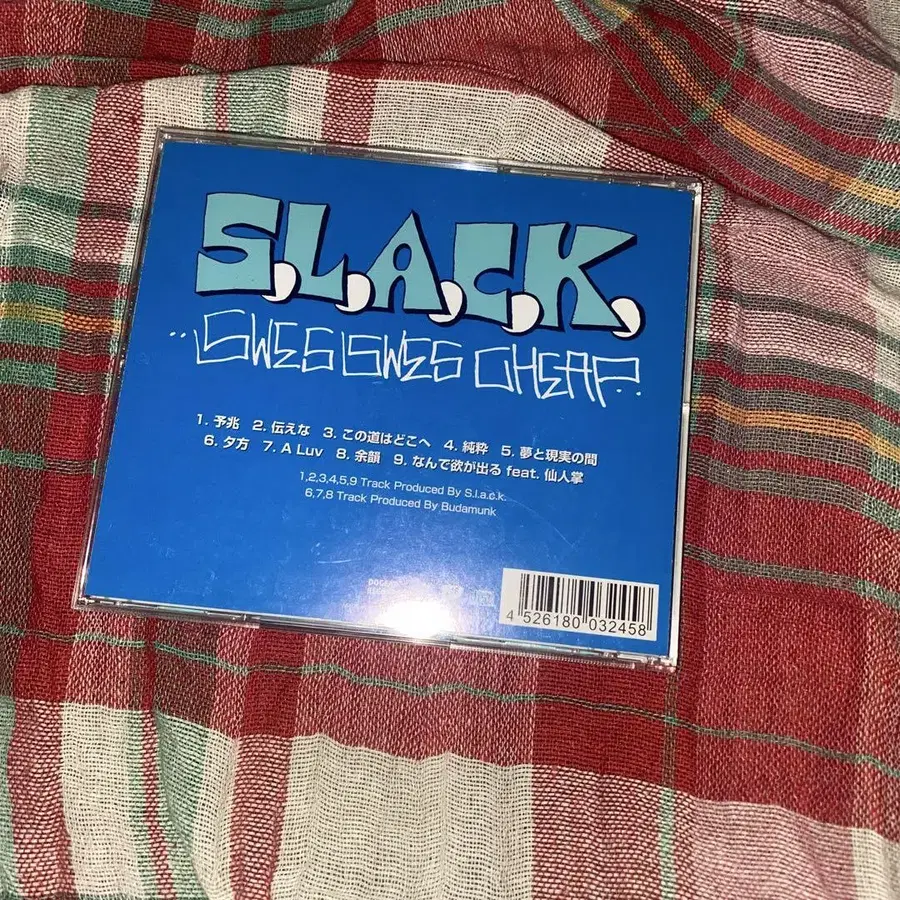 S,L,A,C,K,
..SWES SWES CHEAP...
1. 予兆 2. 伝えな 3. この道はどこへ 4. 純粋 5. 夢と現実の間
6. 夕方 7. A Luv 8. 余韻 9. なんで欲が出る feat. 仙人掌
1,2,3,4,5,9 Track Produced By S.l.a.c.k.
6,7,8 Track Produced By Budamunk
4 526180 032458